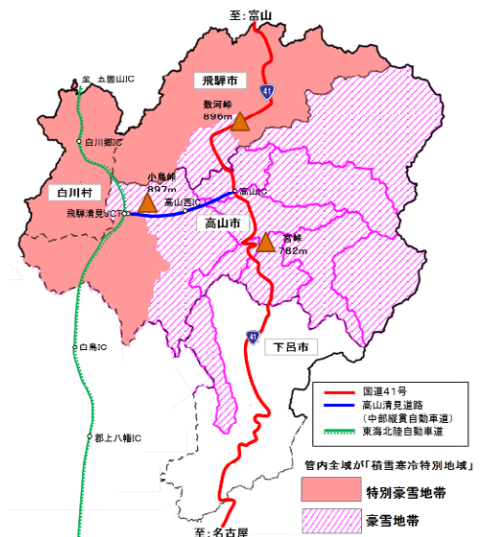 至:富山
飛騨市
41
至 五箇山IC
数河峠
896m
白川郷IC
小鳥峠
897m
白川村
高山西IC
高山IC
飛騨清見JCT
高山市
宮峠
782m
41
下呂市
白鳥IC
郡上八幡IC
国道41号
高山清見道路
(中部縦貫自動車道)
東海北陸自動車道
管内全域が「積雪寒冷特別地域」
特別豪雪地帯
豪雪地帯
至:名古屋